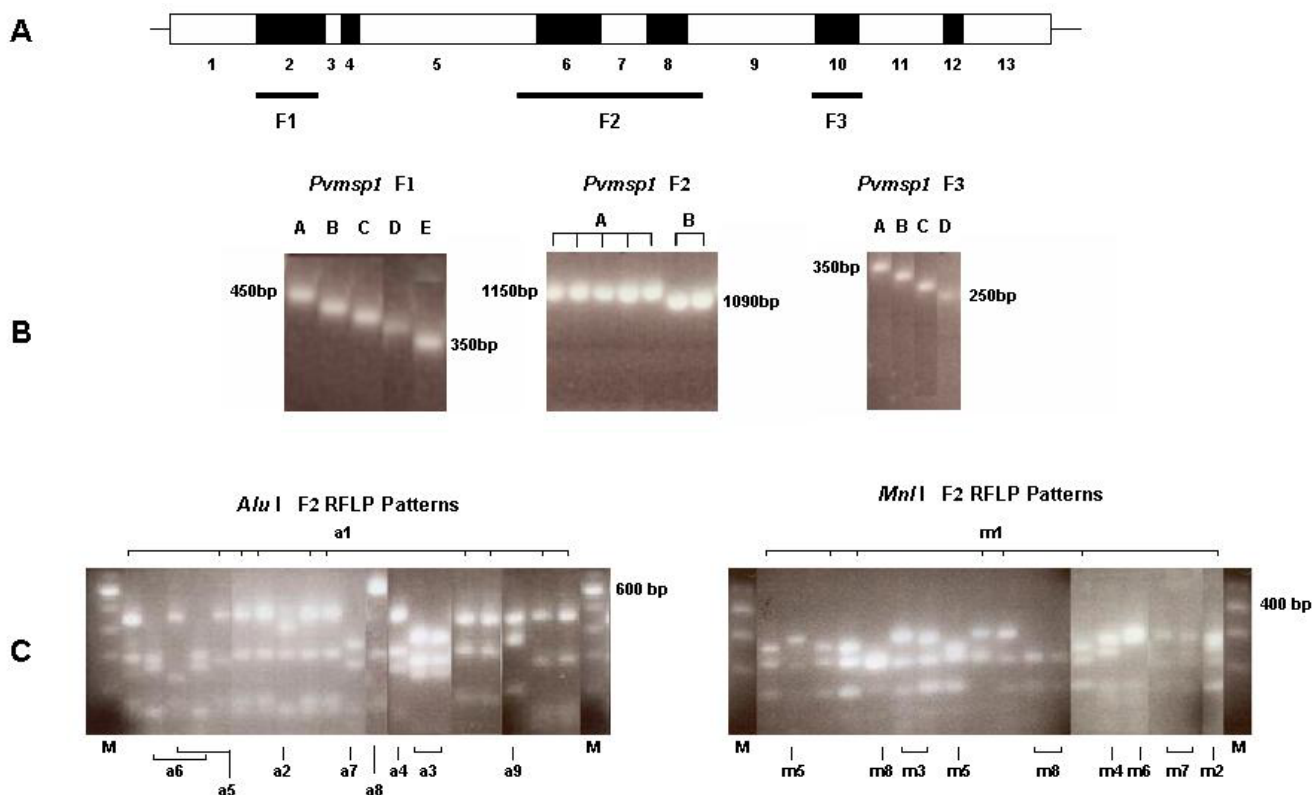 A
1 2 3 4 5 6 7 8 9 10 11 12 13
F1 F2 F3
Pvmsp1 F1
Pvmsp1 F2
Pvmsp1 F3
A B C D E
A B
A B C D
450bp
350bp
1150bp
1090bp
350bp
250bp
B
Alu I F2 RFLP Patterns
a1
600 bp
C
M M
a6 a5 a2 a7 a8 a4 a3 a9
Mnl I F2 RFLP Patterns
m1
400 bp
M M
m5 m8 m3 m5 m8 m4 m6 m7 m2